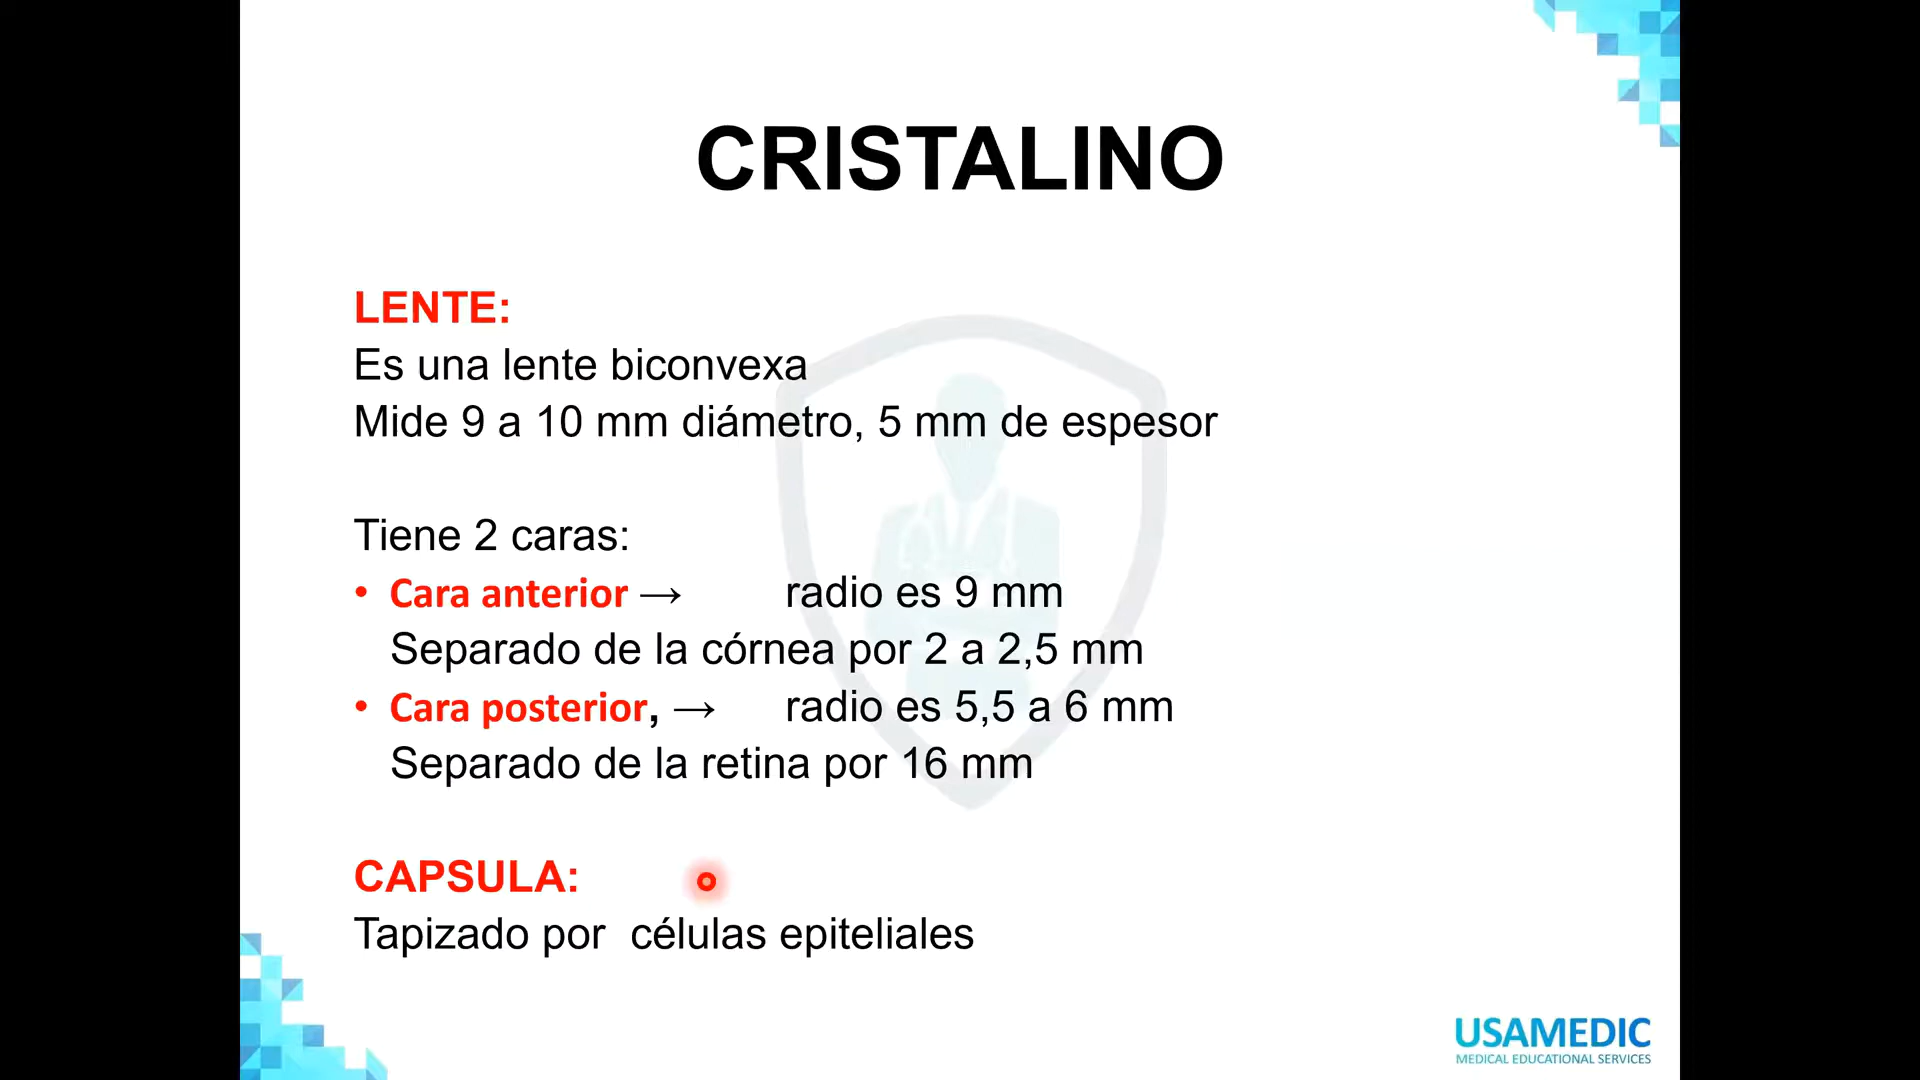 CRISTALINO
LENTE:
Es una lente biconvexa
Mide 9 a 10 mm diámetro, 5 mm de espesor
Tiene 2 caras:
• Cara anterior → radio es 9 mm
Separado de la córnea por 2 a 2,5 mm
• Cara posterior, → radio es 5,5 a 6 mm
Separado de la retina por 16 mm
CAPSULA:
Tapizado por células epiteliales
USAMEDIC
MEDICAL EDUCATIONAL SERVICES